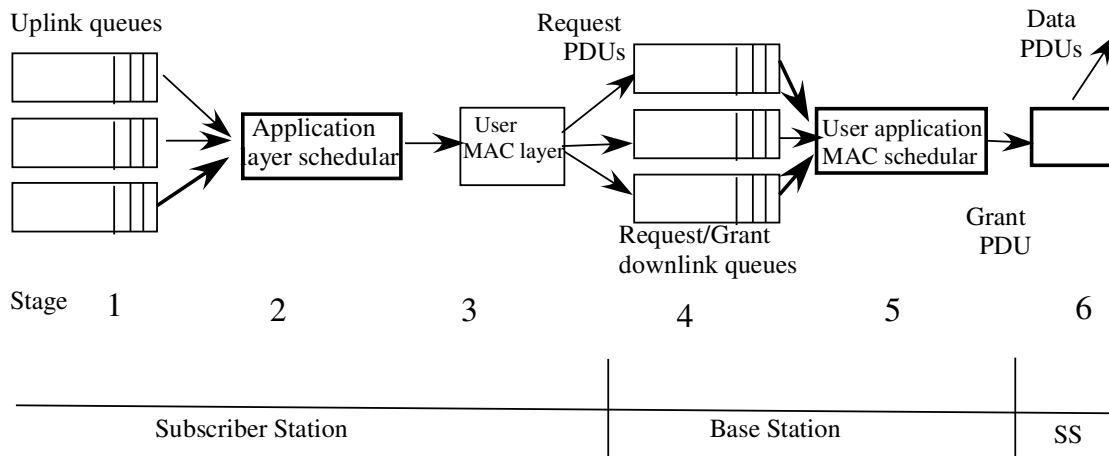 Uplink queues
Request
PDUs
Data
PDUs
Application
layer schedular
User
MAC layer
User application
MAC schedular
Request/Grant
downlink queues
Grant
PDU
Stage 1 2 3 4 5 6
Subscriber Station Base Station SS